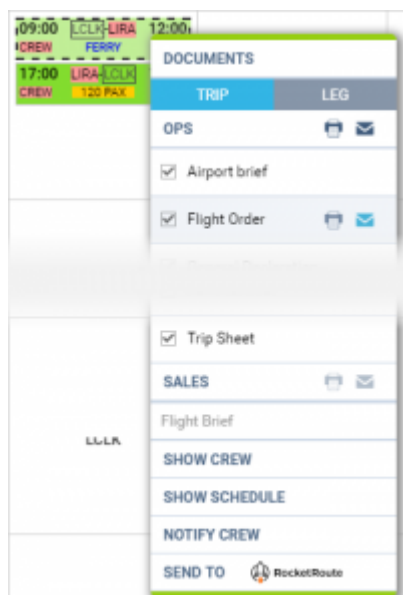 09:00 LCLK-LIRA 12:00
CREW FERRY
17:00 LIRA-LCLK
CREW 120 PAX
DOCUMENTS
TRIP LEG
OPS
Airport brief
Flight Order
Trip Sheet
SALES
Flight Brief
LCLK
SHOW CREW
SHOW SCHEDULE
NOTIFY CREW
SEND TO RocketRoute